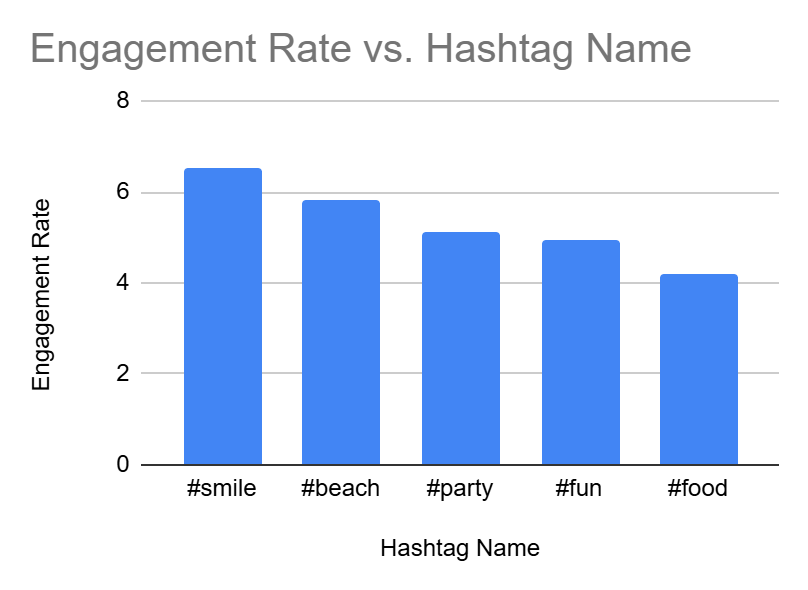 Engagement Rate vs. Hashtag Name
8
6
4
2
0
Engagement Rate
#smile #beach #party #fun #food
Hashtag Name